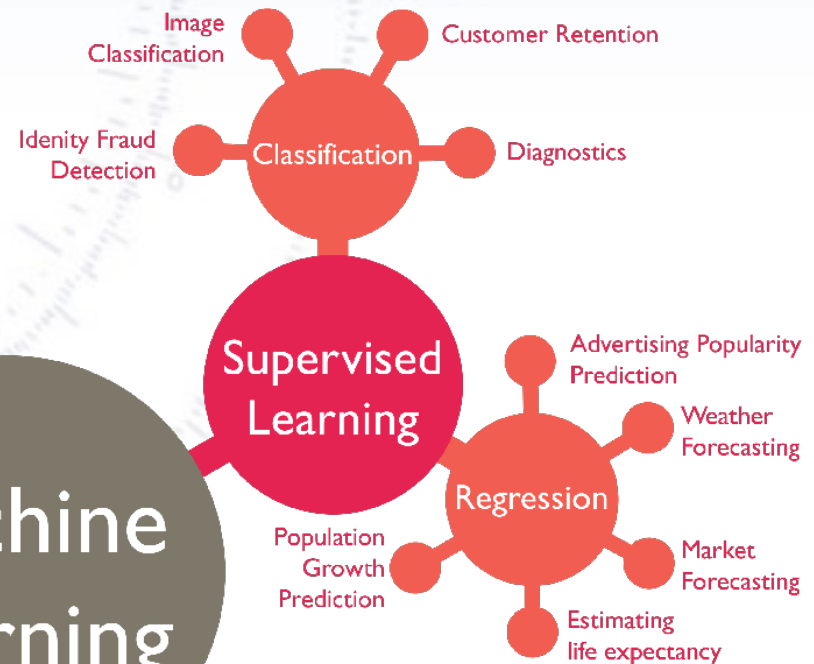 Image
Classification
Customer Retention
Idenity Fraud
Detection
Classification
Diagnostics
Supervised
Learning
Advertising Popularity
Prediction
Weather
Forecasting
Regression
Population
Growth
Prediction
Market
Forecasting
Estimating
life expectancy
thine
rning